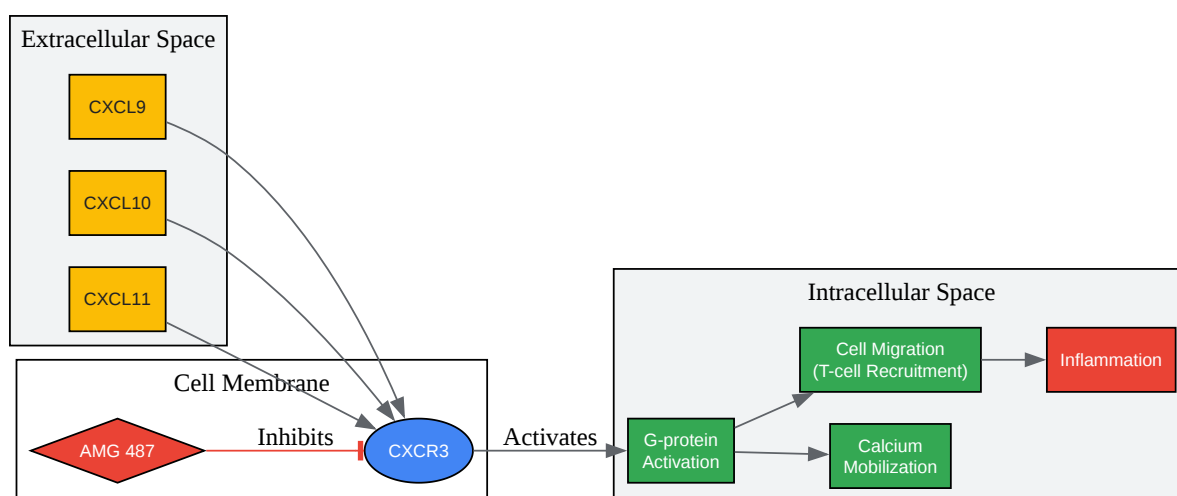 Extracellular Space
CXCL9
CXCL10
CXCL11
Cell Membrane
AMG 487
Inhibits
CXCR3
Activates
Intracellular Space
G-protein
Activation
Cell Migration
(T-cell Recruitment)
Inflammation
Calcium
Mobilization